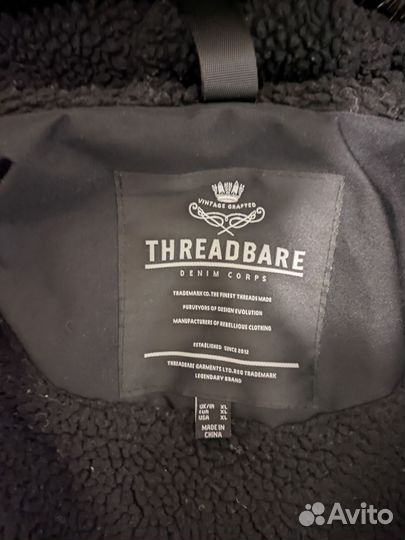 VINTAGE CRAFTED
THREADBARE
DENIM CORPS
TRADEMARK CO. THE FINEST THREADS MADE
PURVEYORS OF DESIGN EVOLUTION
MANUFACTURERS OF REBELLIOUS CLOTHING
ESTABLISHED SINCE 2012
THREADBARE GARMENTS LTD.REG TRADEMARK
LEGENDARY BRAND
UK/IR XL
EUR XL
USA XL
MADE IN
CHINA
Avito